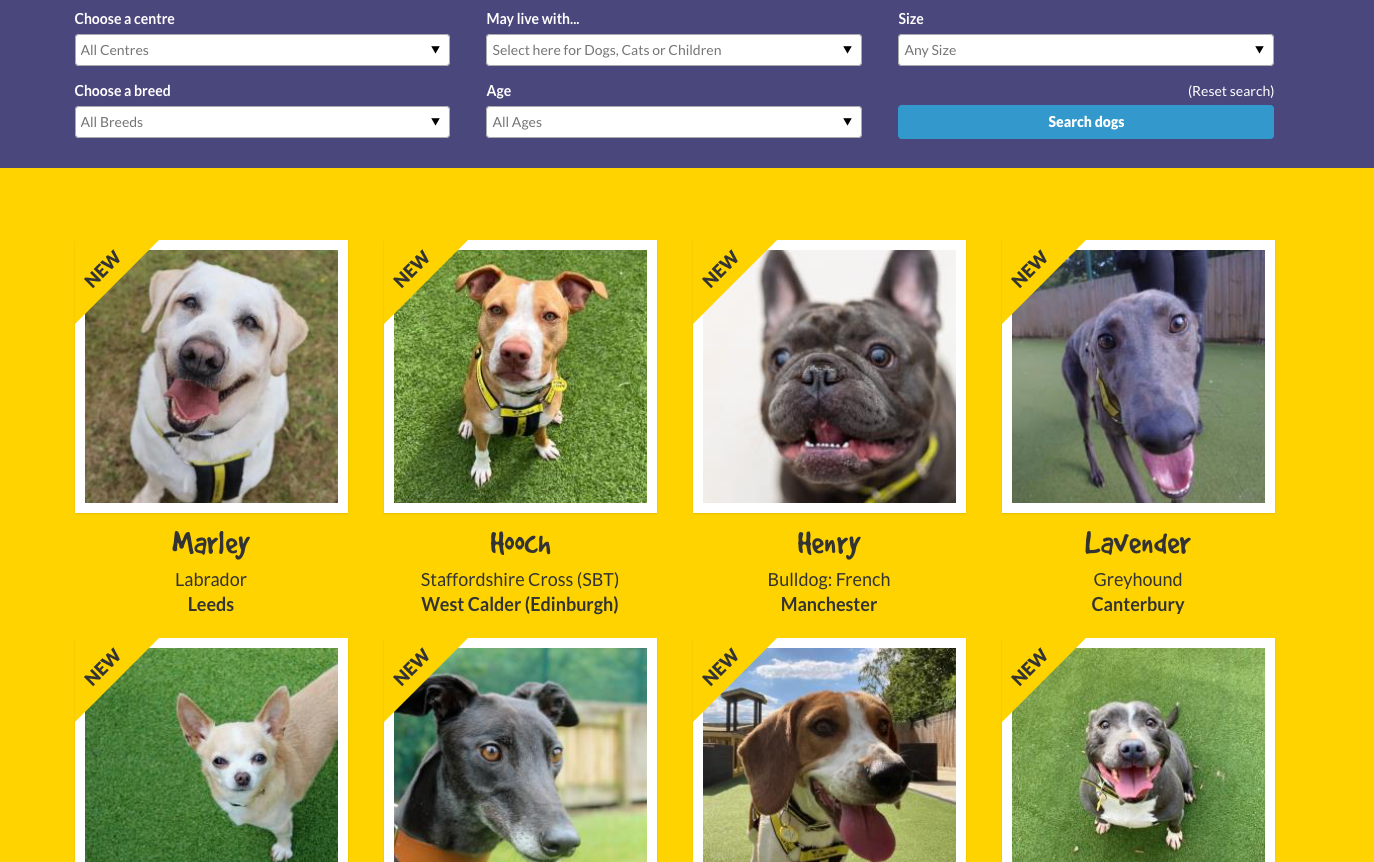 Choose a centre
May live with...
Size
All Centres
Select here for Dogs, Cats or Children
Any Size
Choose a breed
Age
(Reset search)
All Breeds
All Ages
Search dogs
NEW
NEW
NEW
NEW
Marley
Hooch
Henry
Lavender
Labrador
Staffordshire Cross (SBT)
Bulldog: French
Greyhound
Leeds
West Calder (Edinburgh)
Manchester
Canterbury
NEW
NEW
NEW
NEW